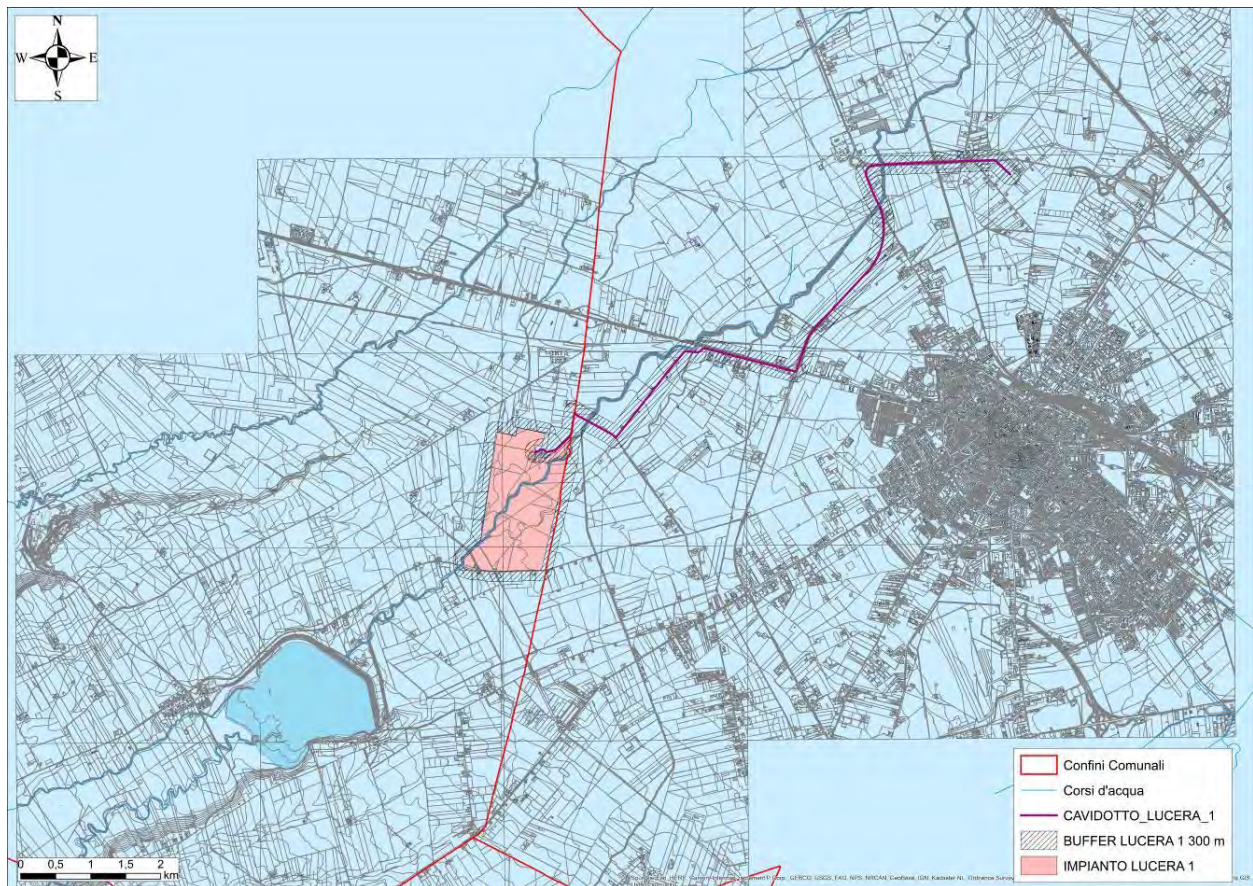 N
W E
S
Confini Comunali
Corsi d'acqua
CAVIDOTTO_LUCERA_1
BUFFER LUCERA 1 300 m
IMPIANTO LUCERA 1
0 0,5 1 1,5 2
km